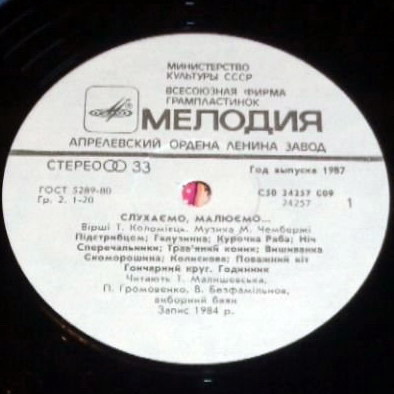 МИНИСТЕРСТВО
КУЛЬТУРЫ СССР
ВСЕСОЮЗНАЯ ФИРМА
ГРАМПЛАСТИНОК
МЕЛОДИЯ
АПРЕЛЕВСКИЙ ОРДЕНА ЛЕНИНА ЗАВОД
СТЕРЕО 33
Год выпуска 1987
ГОСТ 5289-80
Гр. 2. 1-20
С50 24257 009
24257
1
СЛУХАЄМО, МАЛЮЄМО...
Вірші Т. Коломієць. Музика М. Чембержі
Підстрибцем; Галузинка; Курочка Ряба; Ніч
Сперечальники; Трав'яний коник; Вишиванка
Скоморошина; Колискова; Поважний кіт
Гончарний круг. Годинник
Читають Т. Малишевська,
П. Громовенко, В. Безфамільнов,
виборний баян
Запис 1984 р.